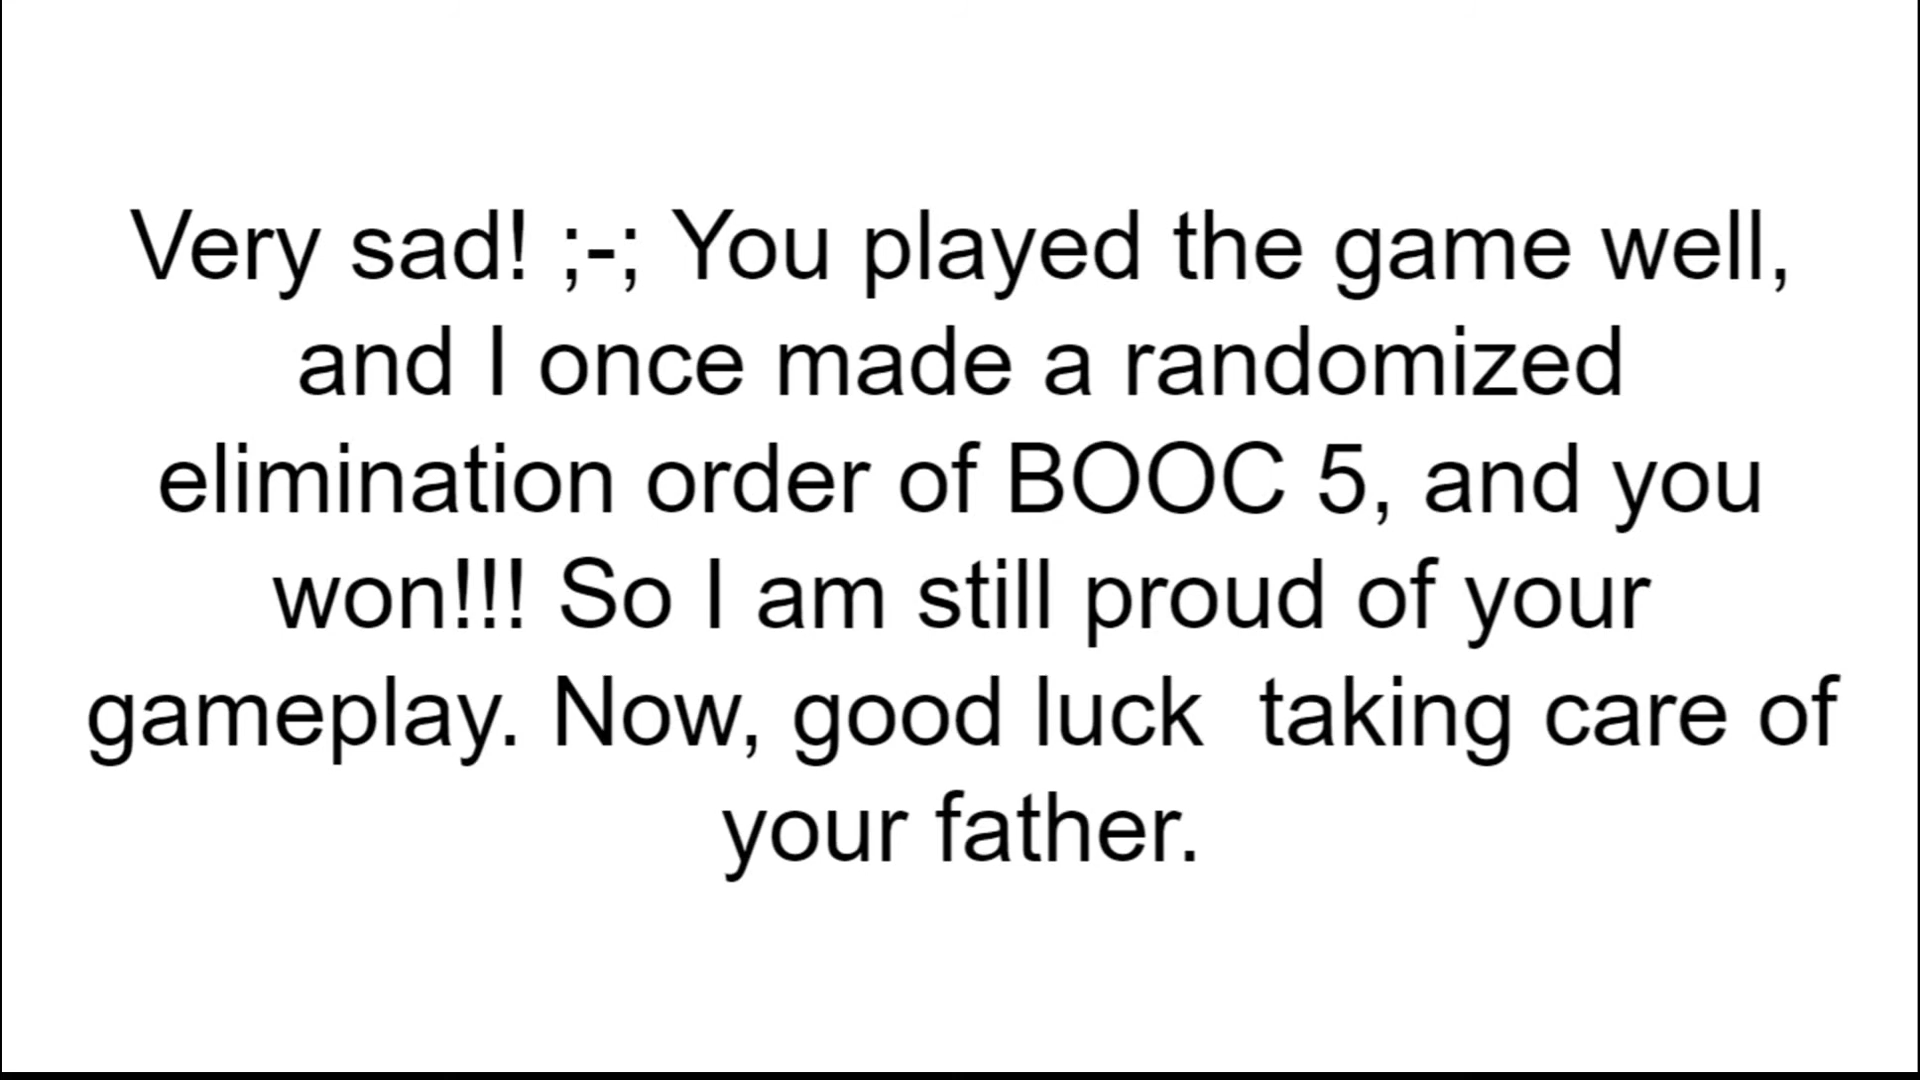 Very sad! ;-; You played the game well,
and I once made a randomized
elimination order of BOOC 5, and you
won!!! So I am still proud of your
gameplay. Now, good luck  taking care of
your father.